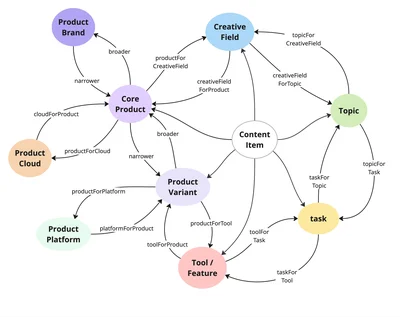 Product
Brand
Creative
Field
topicFor
CreativeField
broader
productFor
CreativeField
narrower
creativeField
ForProduct
creativeField
ForTopic
Core
Product
Topic
cloudForProduct
Content
Item
broader
Product
Cloud
productForCloud
narrower
topicFor
Task
taskFor
Topic
Product
Variant
productForPlatform
productForTool
task
Product
Platform
platformForProduct
toolForProduct
toolFor
Task
Tool /
Feature
taskFor
Tool